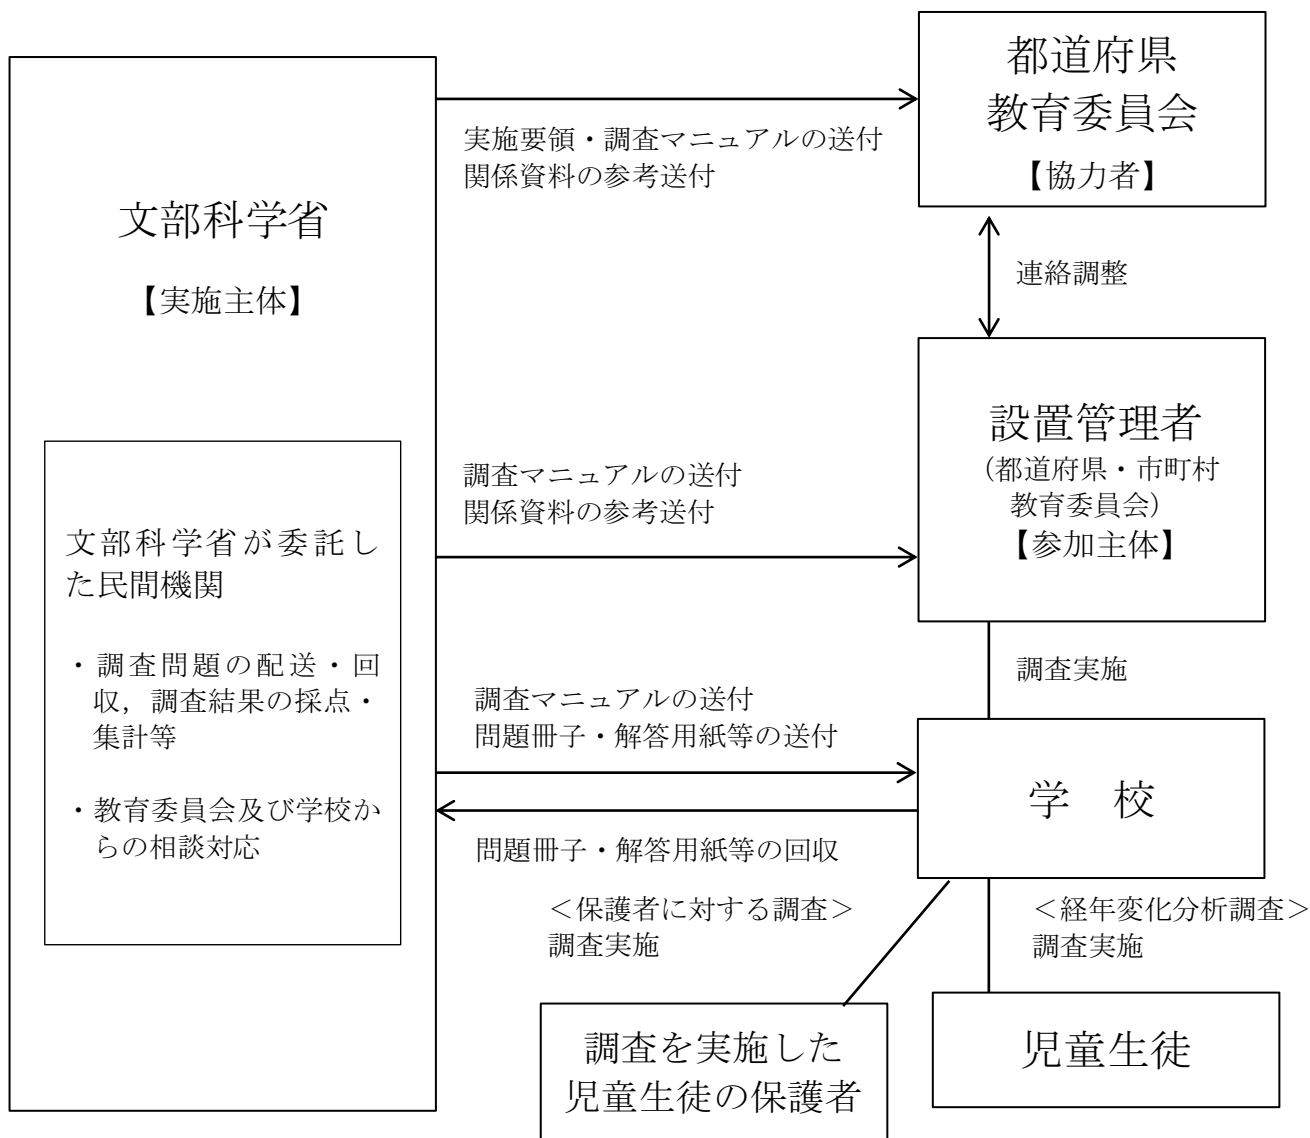 都道府県
教育委員会
【協力者】
実施要領・調査マニュアルの送付
関係資料の参考送付
文部科学省
【実施主体】
連絡調整
設置管理者
（都道府県・市町村
教育委員会）
【参加主体】
調査マニュアルの送付
関係資料の参考送付
文部科学省が委託し
た民間機関
・調査問題の配送・回
収，調査結果の採点・
集計等
・教育委員会及び学校か
らの相談対応
調査実施
調査マニュアルの送付
問題冊子・解答用紙等の送付
学　校
問題冊子・解答用紙等の回収
＜保護者に対する調査＞
調査実施
＜経年変化分析調査＞
調査実施
調査を実施した
児童生徒の保護者
児童生徒